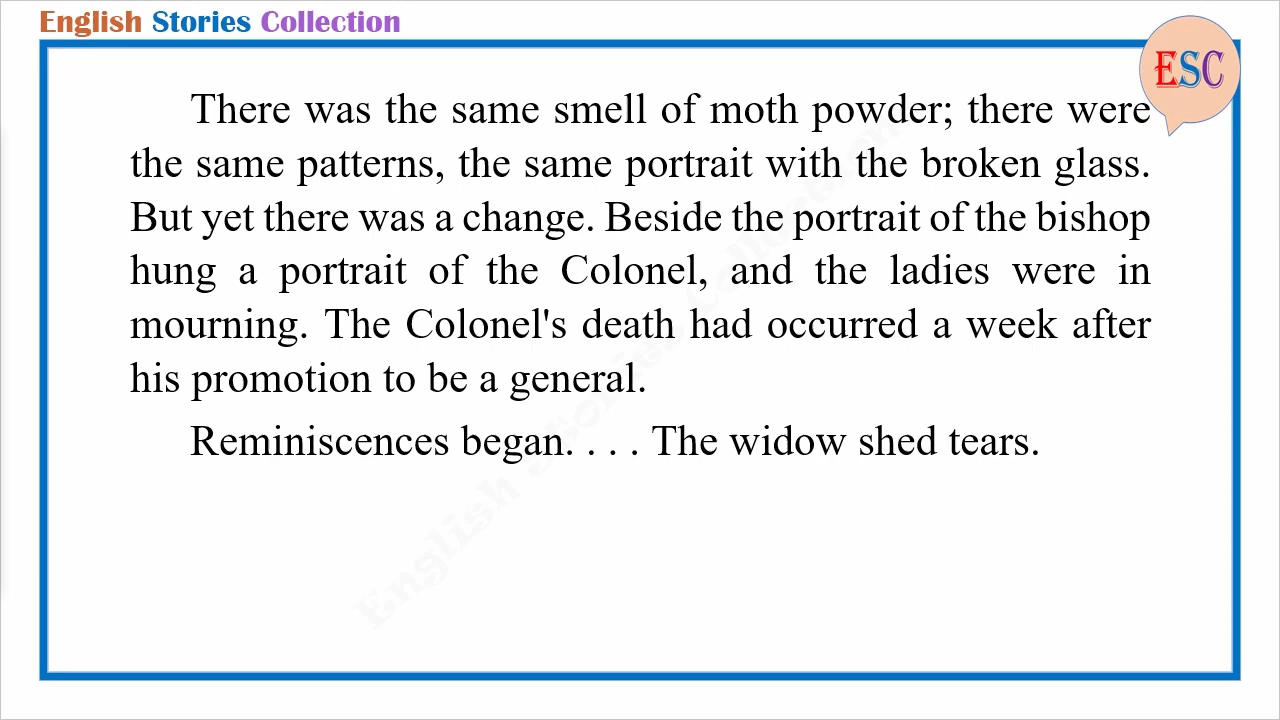 English Stories Collection
ESC
There was the same smell of moth powder; there were
the same patterns, the same portrait with the broken glass.
But yet there was a change. Beside the portrait of the bishop
hung a portrait of the Colonel, and the ladies were in
mourning. The Colonel's death had occurred a week after
his promotion to be a general.
Reminiscences began. . . . The widow shed tears.
English Stories Collection